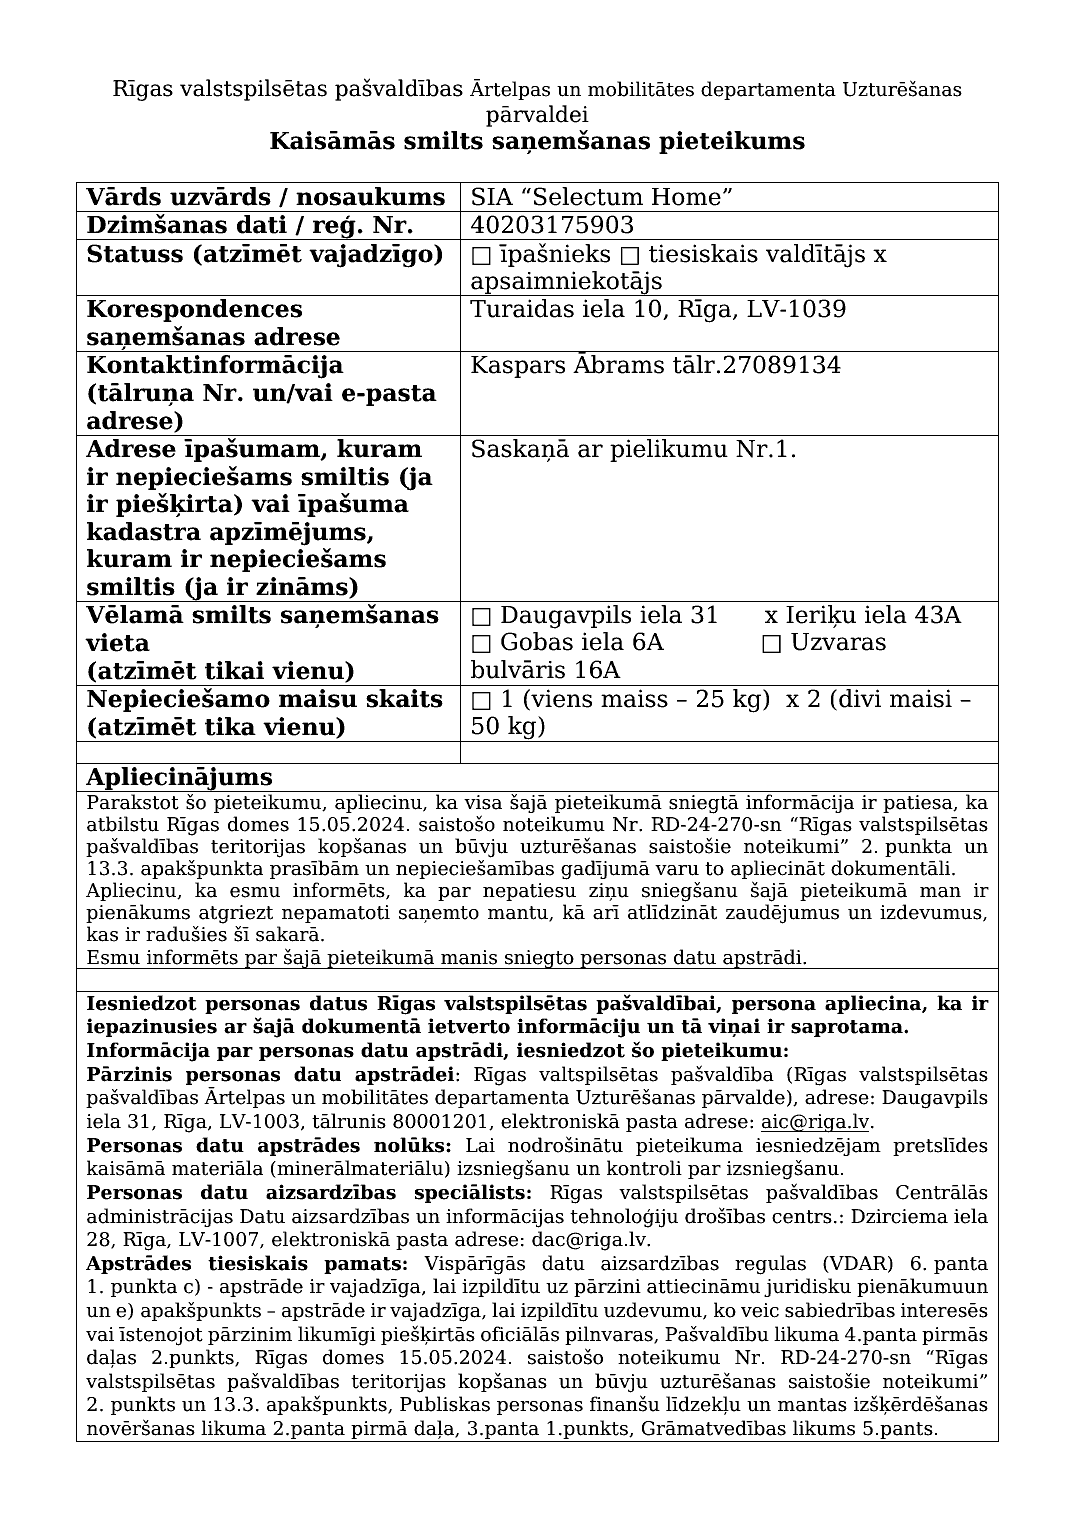 Rīgas valstspilsētas pašvaldības Ārtelpas un mobilitātes departamenta Uzturēšanas
pārvaldei
Kaisāmās smilts saņemšanas pieteikums
Vārds uzvārds / nosaukums SIA “Selectum Home”
Dzimšanas dati / reģ. Nr. 40203175903
Statuss (atzīmēt vajadzīgo) □ īpašnieks □ tiesiskais valdītājs x
apsaimniekotājs
Korespondences
saņemšanas adrese
Turaidas iela 10, Rīga, LV-1039
Kontaktinformācija
(tālruņa Nr. un/vai e-pasta
adrese)
Kaspars Ābrams tālr.27089134
Adrese īpašumam, kuram
ir nepieciešams smiltis (ja
ir piešķirta) vai īpašuma
kadastra apzīmējums,
kuram ir nepieciešams
smiltis (ja ir zināms)
Saskaņā ar pielikumu Nr.1.
Vēlamā smilts saņemšanas
vieta
(atzīmēt tikai vienu)
□ Daugavpils iela 31 x Ieriķu iela 43A
□ Gobas iela 6A □ Uzvaras
bulvāris 16A
Nepieciešamo maisu skaits
(atzīmēt tika vienu)
□ 1 (viens maiss – 25 kg) x 2 (divi maisi –
50 kg)
Apliecinājums
Parakstot šo pieteikumu, apliecinu, ka visa šajā pieteikumā sniegtā informācija ir patiesa, ka
atbilstu Rīgas domes 15.05.2024. saistošo noteikumu Nr. RD-24-270-sn “Rīgas valstspilsētas
pašvaldības teritorijas kopšanas un būvju uzturēšanas saistošie noteikumi” 2. punkta un
13.3. apakšpunkta prasībām un nepieciešamības gadījumā varu to apliecināt dokumentāli.
Apliecinu, ka esmu informēts, ka par nepatiesu ziņu sniegšanu šajā pieteikumā man ir
pienākums atgriezt nepamatoti saņemto mantu, kā arī atlīdzināt zaudējumus un izdevumus,
kas ir radušies šī sakarā.
Esmu informēts par šajā pieteikumā manis sniegto personas datu apstrādi.
Iesniedzot personas datus Rīgas valstspilsētas pašvaldībai, persona apliecina, ka ir
iepazinusies ar šajā dokumentā ietverto informāciju un tā viņai ir saprotama.
Informācija par personas datu apstrādi, iesniedzot šo pieteikumu:
Pārzinis personas datu apstrādei: Rīgas valtspilsētas pašvaldība (Rīgas valstspilsētas
pašvaldības Ārtelpas un mobilitātes departamenta Uzturēšanas pārvalde), adrese: Daugavpils
iela 31, Rīga, LV-1003, tālrunis 80001201, elektroniskā pasta adrese: aic@riga.lv.
Personas datu apstrādes nolūks: Lai nodrošinātu pieteikuma iesniedzējam pretslīdes
kaisāmā materiāla (minerālmateriālu) izsniegšanu un kontroli par izsniegšanu.
Personas datu aizsardzības speciālists: Rīgas valstspilsētas pašvaldības Centrālās
administrācijas Datu aizsardzības un informācijas tehnoloģiju drošības centrs.: Dzirciema iela
28, Rīga, LV-1007, elektroniskā pasta adrese: dac@riga.lv.
Apstrādes tiesiskais pamats: Vispārīgās datu aizsardzības regulas (VDAR) 6. panta
1. punkta c) - apstrāde ir vajadzīga, lai izpildītu uz pārzini attiecināmu juridisku pienākumuun
un e) apakšpunkts – apstrāde ir vajadzīga, lai izpildītu uzdevumu, ko veic sabiedrības interesēs
vai īstenojot pārzinim likumīgi piešķirtās oficiālās pilnvaras, Pašvaldību likuma 4.panta pirmās
daļas 2.punkts, Rīgas domes 15.05.2024. saistošo noteikumu Nr. RD-24-270-sn “Rīgas
valstspilsētas pašvaldības teritorijas kopšanas un būvju uzturēšanas saistošie noteikumi”
2. punkts un 13.3. apakšpunkts, Publiskas personas finanšu līdzekļu un mantas izšķērdēšanas
novēršanas likuma 2.panta pirmā daļa, 3.panta 1.punkts, Grāmatvedības likums 5.pants.